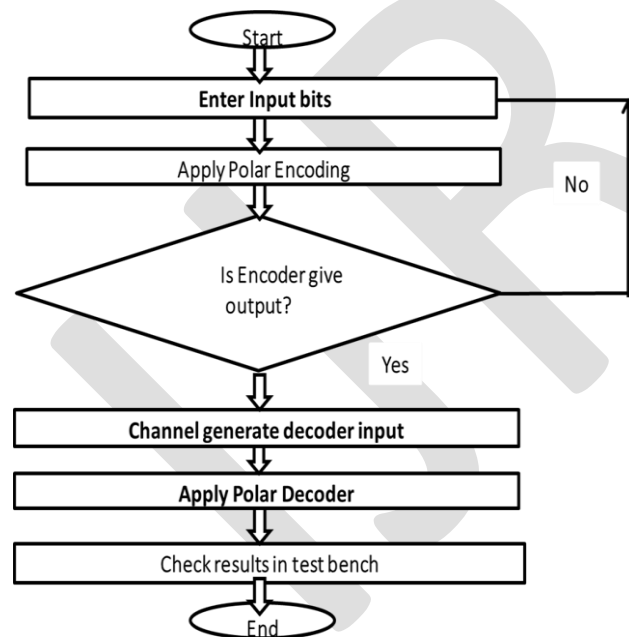 Start
Enter Input bits
Apply Polar Encoding
No
Is Encoder give
output?
Yes
Channel generate decoder input
Apply Polar Decoder
Check results in test bench
End